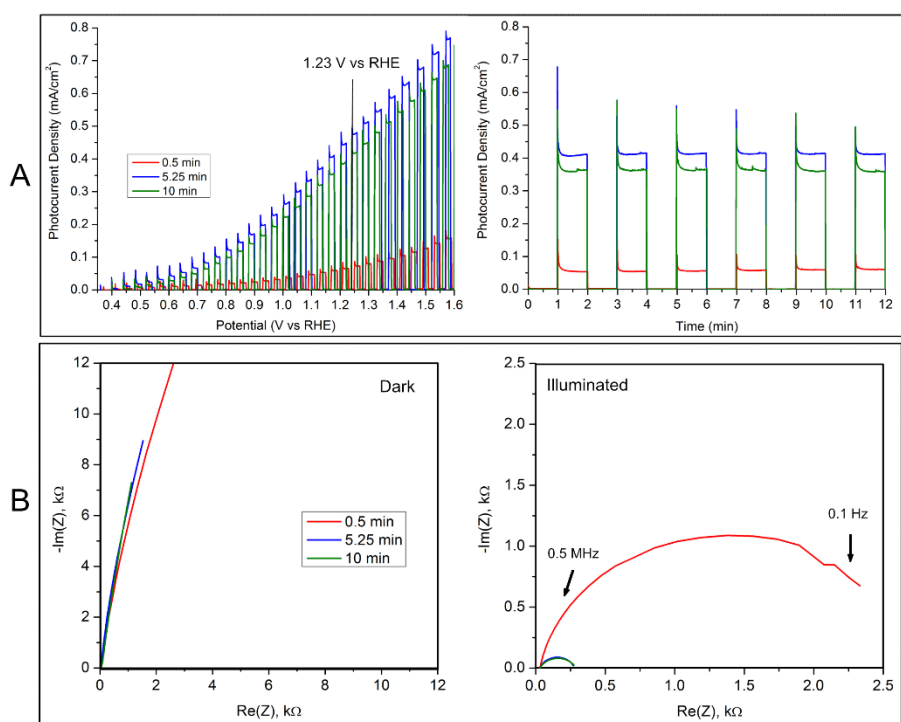 A
Photocurrent Density (mA/cm²)
0.8
0.7
0.6
0.5
0.4
0.3
0.2
0.1
0.0
1.23 V vs RHE
0.5 min
5.25 min
10 min
0.4 0.5 0.6 0.7 0.8 0.9 1.0 1.1 1.2 1.3 1.4 1.5 1.6
Potential (V vs RHE)
Photocurrent Density (mA/cm²)
0.8
0.7
0.6
0.5
0.4
0.3
0.2
0.1
0.0
0 1 2 3 4 5 6 7 8 9 10 11 12
Time (min)
B
-Im(Z), kΩ
12
10
8
6
4
2
0
Dark
0.5 min
5.25 min
10 min
0 2 4 6 8 10 12
Re(Z), kΩ
-Im(Z), kΩ
2.5
2.0
1.5
1.0
0.5
0.0
Illuminated
0.5 MHz
0.1 Hz
0.0 0.5 1.0 1.5 2.0 2.5
Re(Z), kΩ